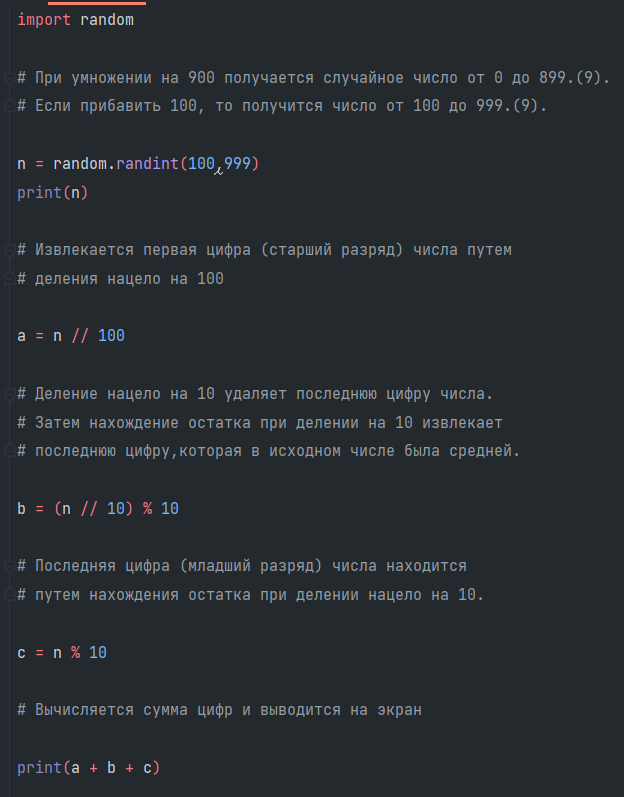 import random
# При умножении на 900 получается случайное число от 0 до 899.(9).
# Если прибавить 100, то получится число от 100 до 999.(9).
n = random.randint(100,999)
print(n)
# Извлекается первая цифра (старший разряд) числа путем
# деления нацело на 100
a = n // 100
# Деление нацело на 10 удаляет последнюю цифру числа.
# Затем нахождение остатка при делении на 10 извлекает
# последнюю цифру,которая в исходном числе была средней.
b = (n // 10) % 10
# Последняя цифра (младший разряд) числа находится
# путем нахождения остатка при делении нацело на 10.
c = n % 10
# Вычисляется сумма цифр и выводится на экран
print(a + b + c)